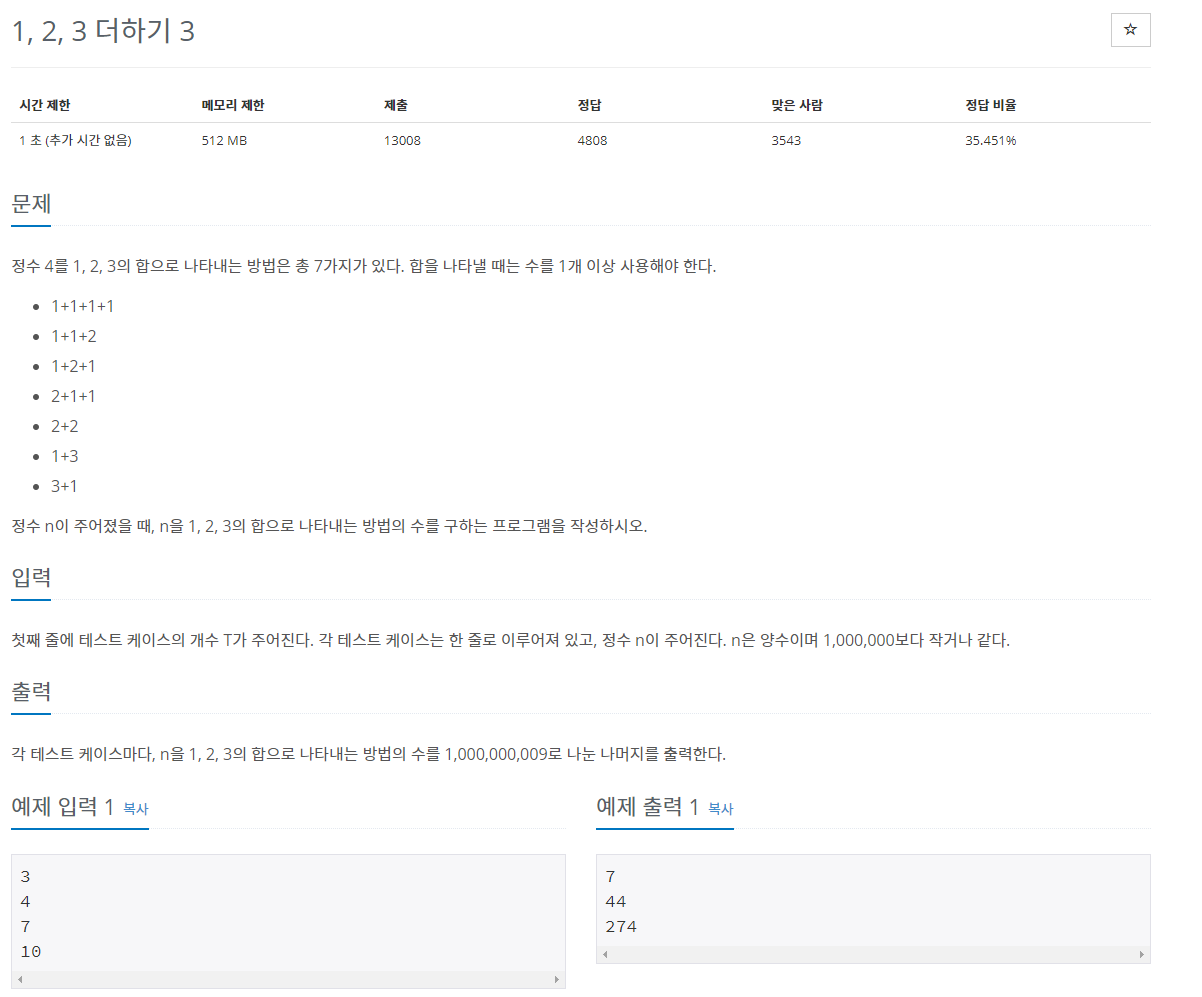 1, 2, 3 더하기 3
☆
시간 제한 메모리 제한 제출 정답 맞은 사람 정답 비율
1 초 (추가 시간 없음) 512 MB 13008 4808 3543 35.451%
문제
정수 4를 1, 2, 3의 합으로 나타내는 방법은 총 7가지가 있다. 합을 나타낼 때는 수를 1개 이상 사용해야 한다.
1+1+1+1
1+1+2
1+2+1
2+1+1
2+2
1+3
3+1
정수 n이 주어졌을 때, n을 1, 2, 3의 합으로 나타내는 방법의 수를 구하는 프로그램을 작성하시오.
입력
첫째 줄에 테스트 케이스의 개수 T가 주어진다. 각 테스트 케이스는 한 줄로 이루어져 있고, 정수 n이 주어진다. n은 양수이며 1,000,000보다 작거나 같다.
출력
각 테스트 케이스마다, n을 1, 2, 3의 합으로 나타내는 방법의 수를 1,000,000,009로 나눈 나머지를 출력한다.
예제 입력 1 복사
3
4
7
10
예제 출력 1 복사
7
44
274